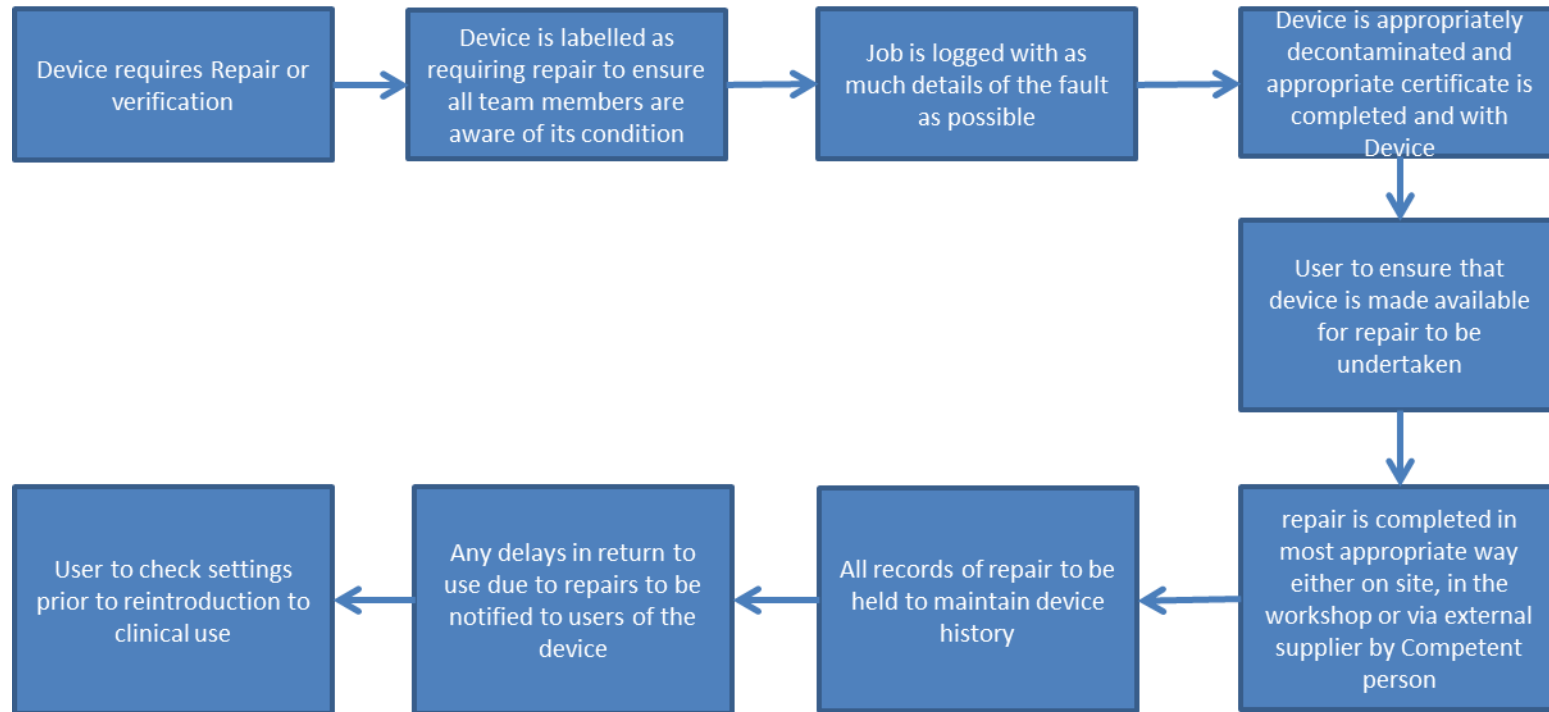 Device requires Repair or
verification
Device is labelled as
requiring repair to ensure
all team members are
aware of its condition
Job is logged with as
much details of the fault
as possible
Device is appropriately
decontaminated and
appropriate certificate is
completed and with
Device
User to ensure that
device is made available
for repair to be
undertaken
repair is completed in
most appropriate way
either on site, in the
workshop or via external
supplier by Competent
person
All records of repair to be
held to maintain device
history
Any delays in return to
use due to repairs to be
notified to users of the
device
User to check settings
prior to reintroduction to
clinical use